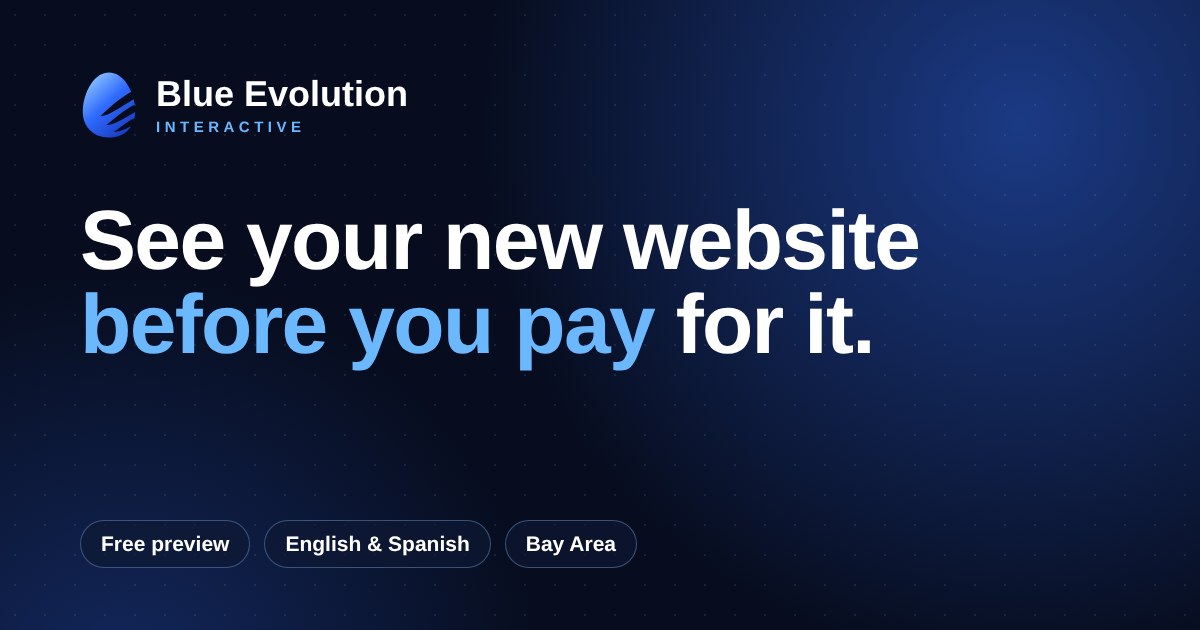 Blue Evolution
INTERACTIVE
See your new website
before you pay for it.
Free preview
English & Spanish
Bay Area